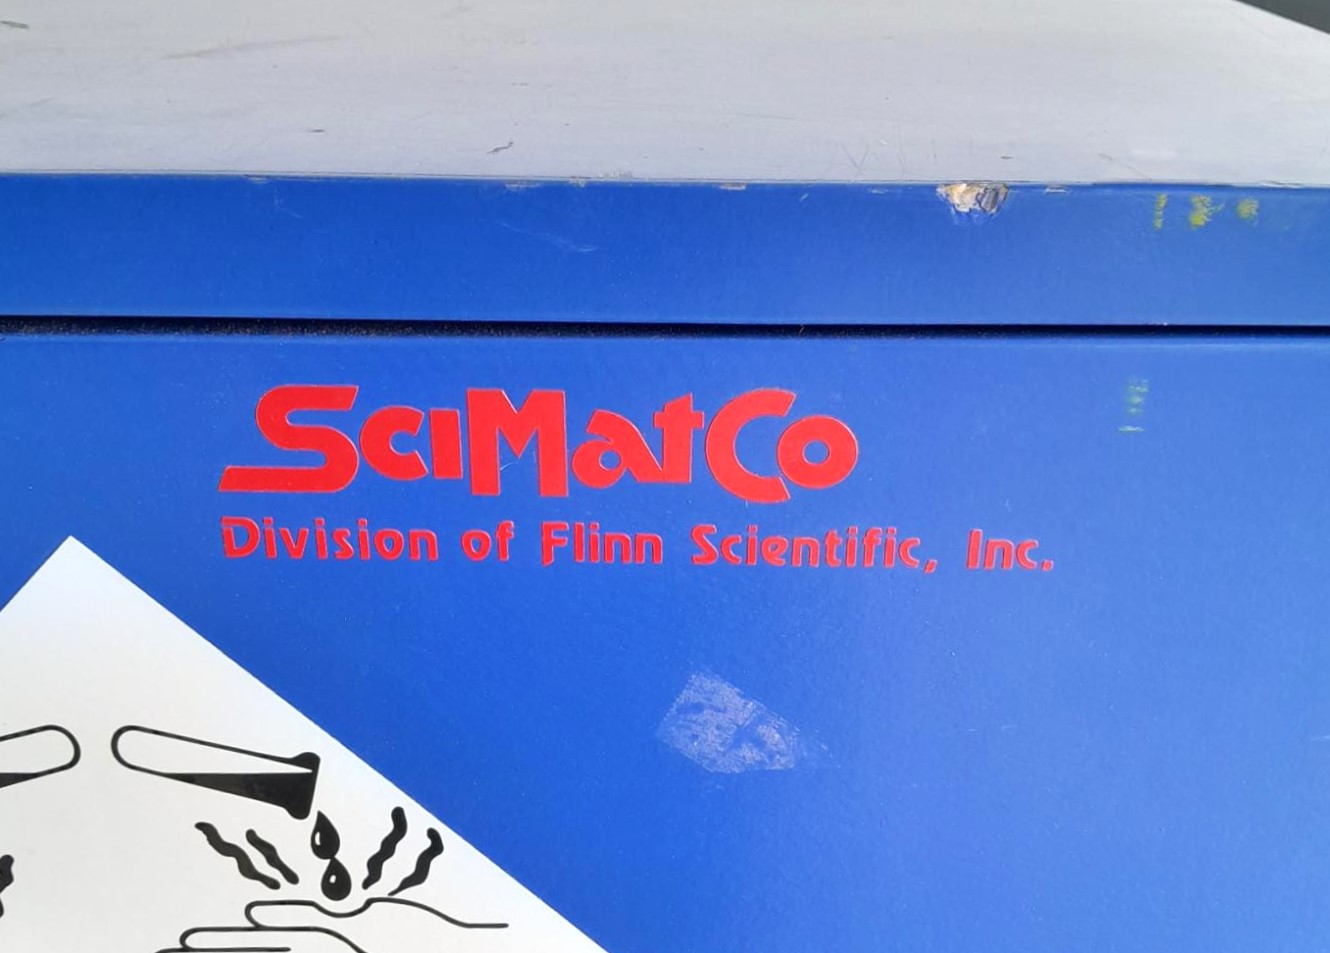 SciMatCo
Division of Flinn Scientific, Inc.